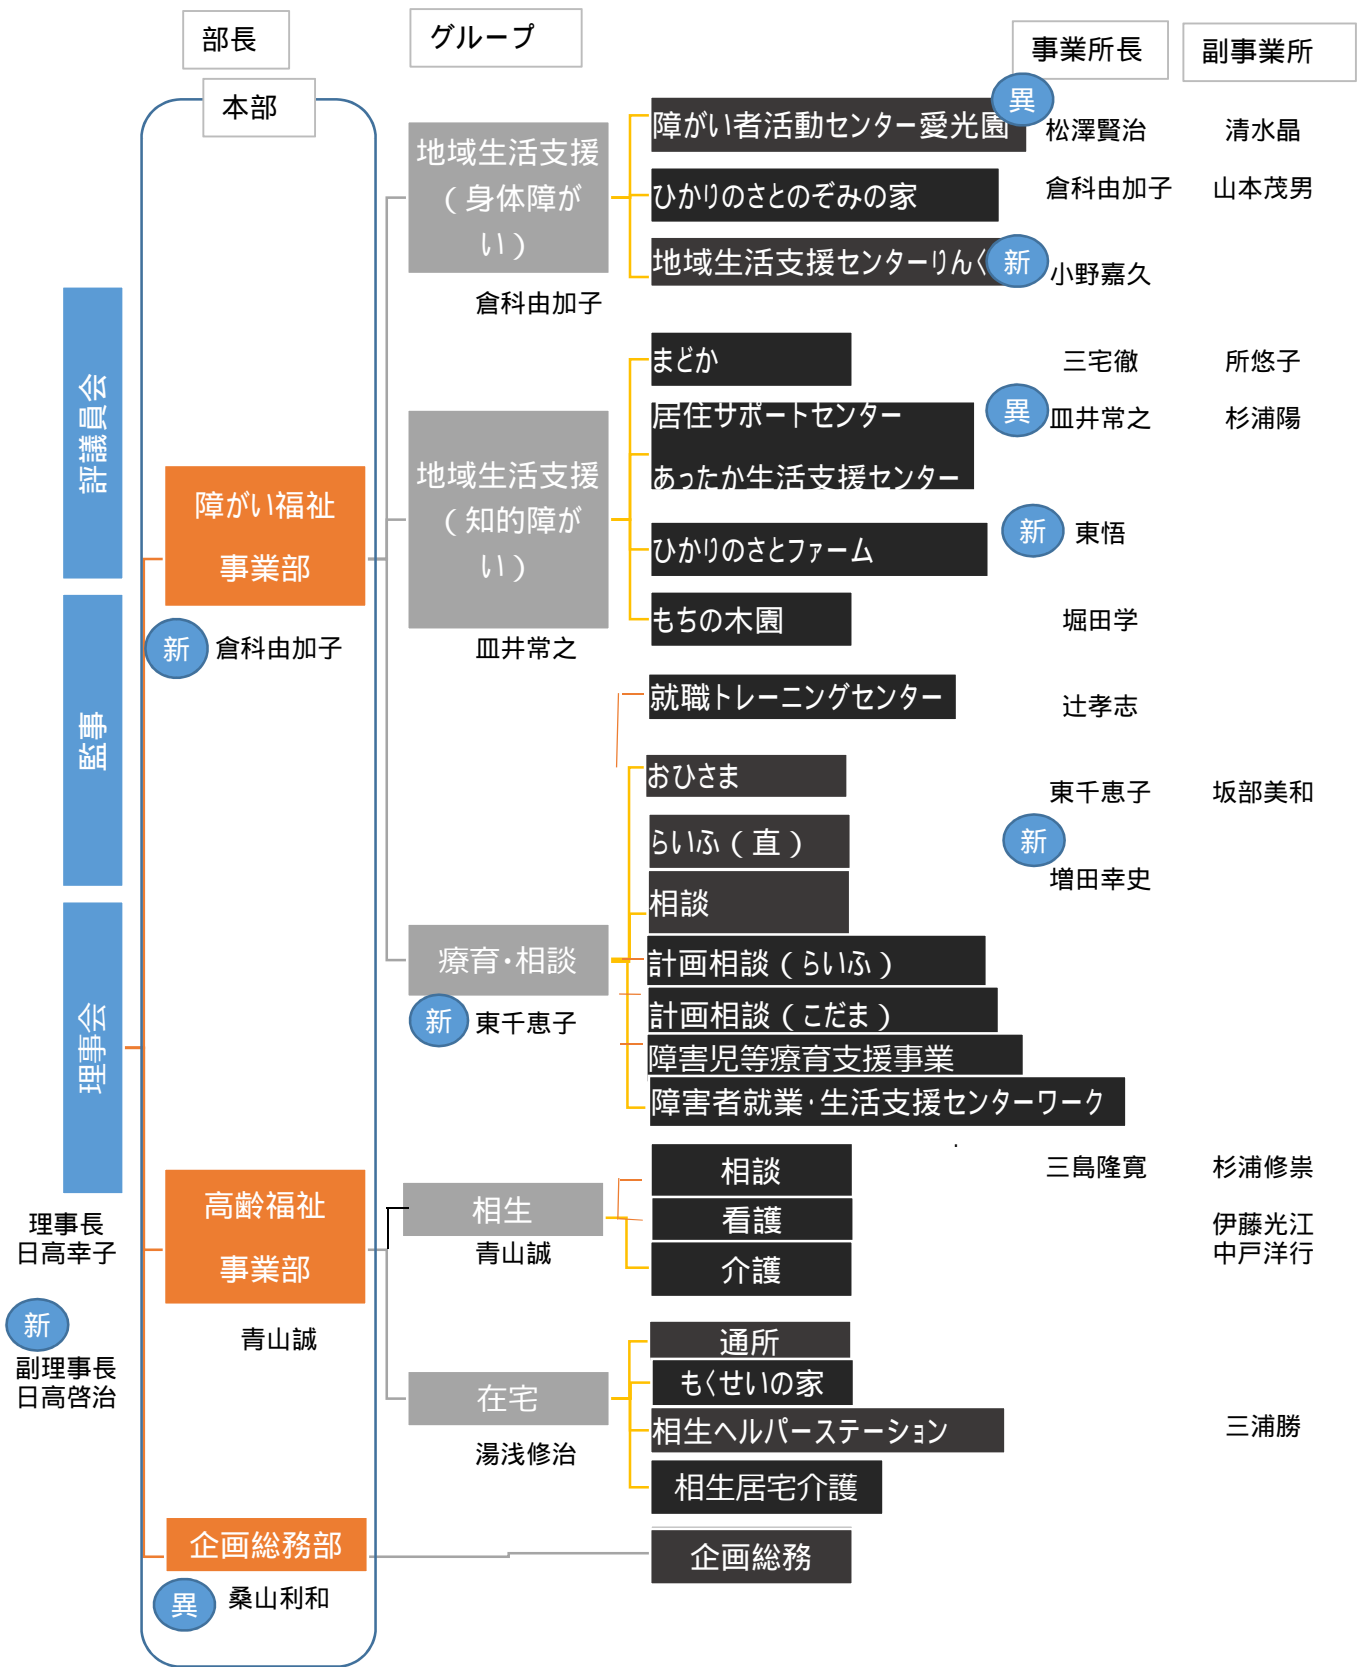 部長
グループ
事業所長
副事業所
本部
異
障がい者活動センター愛光園
松澤賢治
清水晶
地域生活支援
（身体障が
い）
ひかりのさとのぞみの家
倉科由加子
山本茂男
地域生活支援センターりんく
新
小野嘉久
倉科由加子
評議員会
まどか
三宅徹
所悠子
居住サポートセンター
あったか生活支援センター
異
皿井常之
杉浦陽
地域生活支援
（知的障が
い）
障がい福祉
事業部
ひかりのさとファーム
新
東悟
もちの木園
堀田学
新
倉科由加子
皿井常之
監事
就職トレーニングセンター
辻孝志
おひさま
東千恵子
坂部美和
らいふ（直）
新
増田幸史
相談
療育・相談
計画相談（らいふ）
新
東千恵子
計画相談（こだま）
理事会
障害児等療育支援事業
障害者就業・生活支援センターワーク
相談
三島隆寛
杉浦修祟
高齢福祉
事業部
相生
看護
伊藤光江
中戸洋行
理事長
日高幸子
青山誠
介護
新
青山誠
通所
副理事長
日高啓治
もくせいの家
在宅
相生ヘルパーステーション
三浦勝
湯浅修治
相生居宅介護
企画総務部
企画総務
異
桑山利和